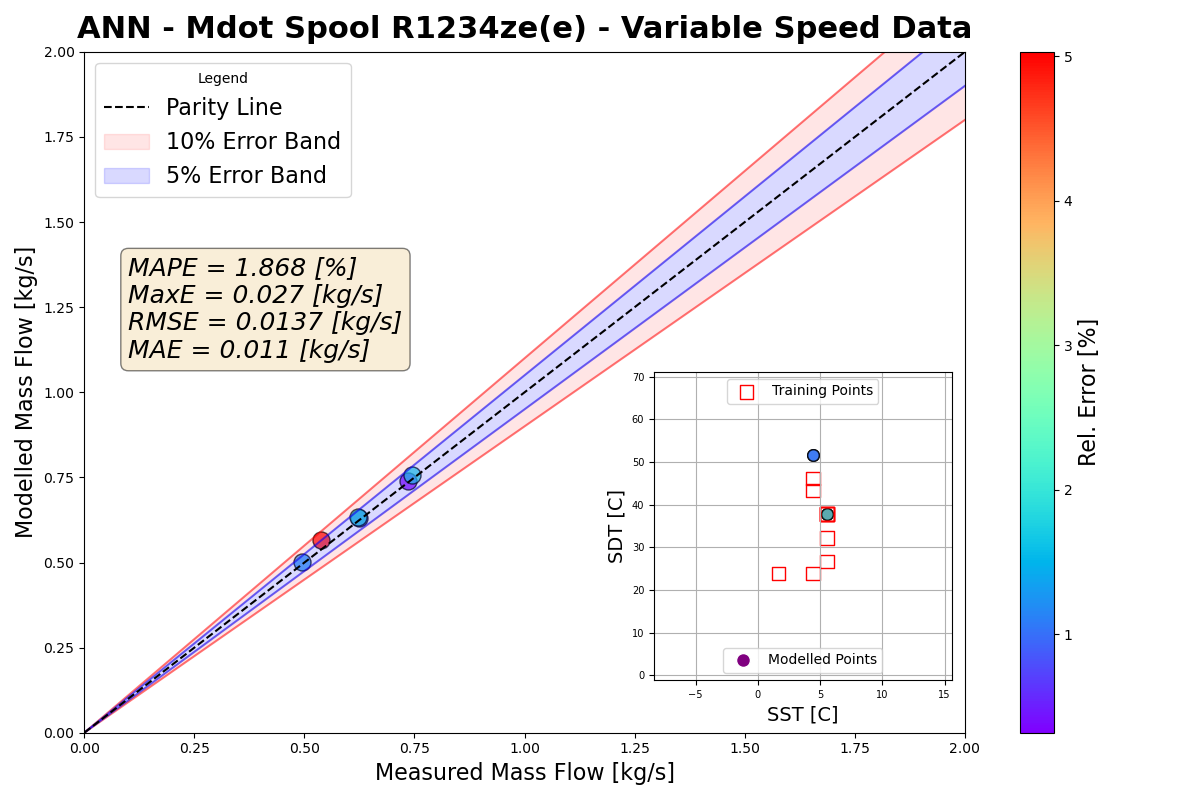 ANN - Mdot Spool R1234ze(e) - Variable Speed Data
Legend
Parity Line
10% Error Band
5% Error Band
MAPE = 1.868 [%]
MaxE = 0.027 [kg/s]
RMSE = 0.0137 [kg/s]
MAE = 0.011 [kg/s]
Modelled Mass Flow [kg/s]
2.00
1.75
1.50
1.25
1.00
0.75
0.50
0.25
0.00
0.00 0.25 0.50 0.75 1.00 1.25 1.50 1.75 2.00
Measured Mass Flow [kg/s]
Training Points
Modelled Points
SDT [C]
70
60
50
40
30
20
10
0
−5 0 5 10 15
SST [C]
5
4
3
2
1
Rel. Error [%]